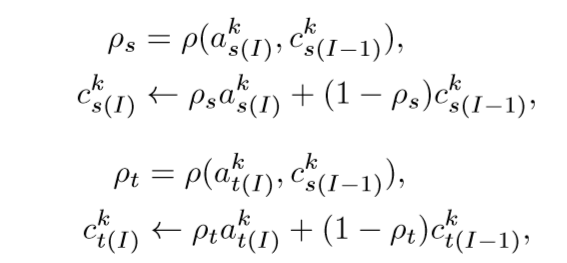 ρ_s = ρ(a^k_{s(I)}, c^k_{s(I−1)}),
c^k_{s(I)} ← ρ_s a^k_{s(I)} + (1 − ρ_s)c^k_{s(I−1)},
ρ_t = ρ(a^k_{t(I)}, c^k_{s(I−1)}),
c^k_{t(I)} ← ρ_t a^k_{t(I)} + (1 − ρ_t)c^k_{t(I−1)},